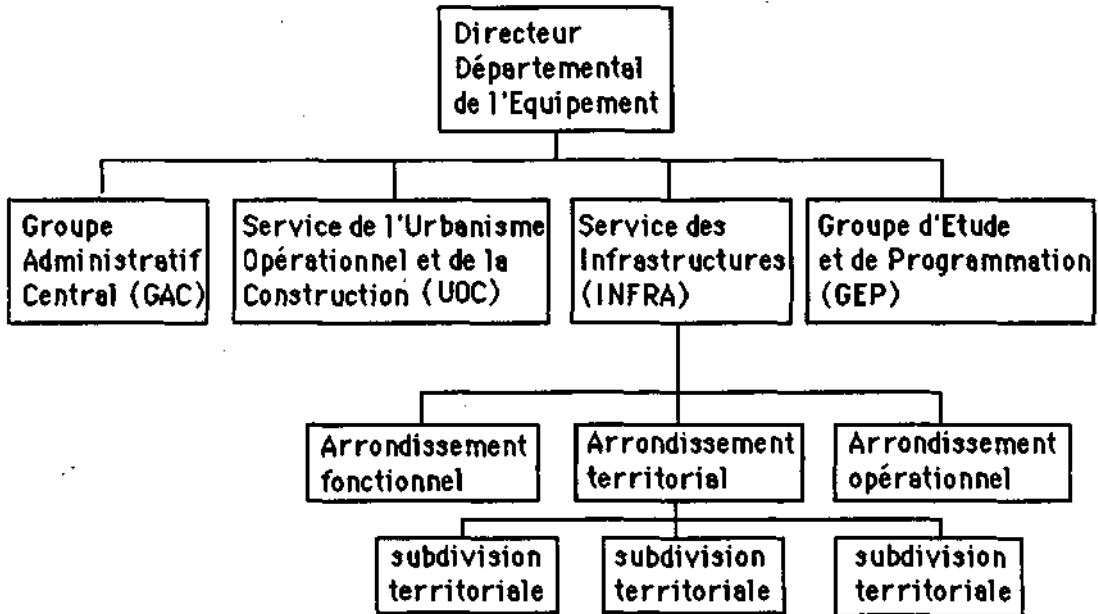 Directeur
Départemental
de l'Equipement
Groupe
Administratif
Central (GAC)
Service de l'Urbanisme
Opérationnel et de la
Construction (UOC)
Service des
Infrastructures
(INFRA)
Groupe d'Etude
et de Programmation
(GEP)
Arrondissement
fonctionnel
Arrondissement
territorial
Arrondissement
opérationnel
subdivision
territoriale
subdivision
territoriale
subdivision
territoriale